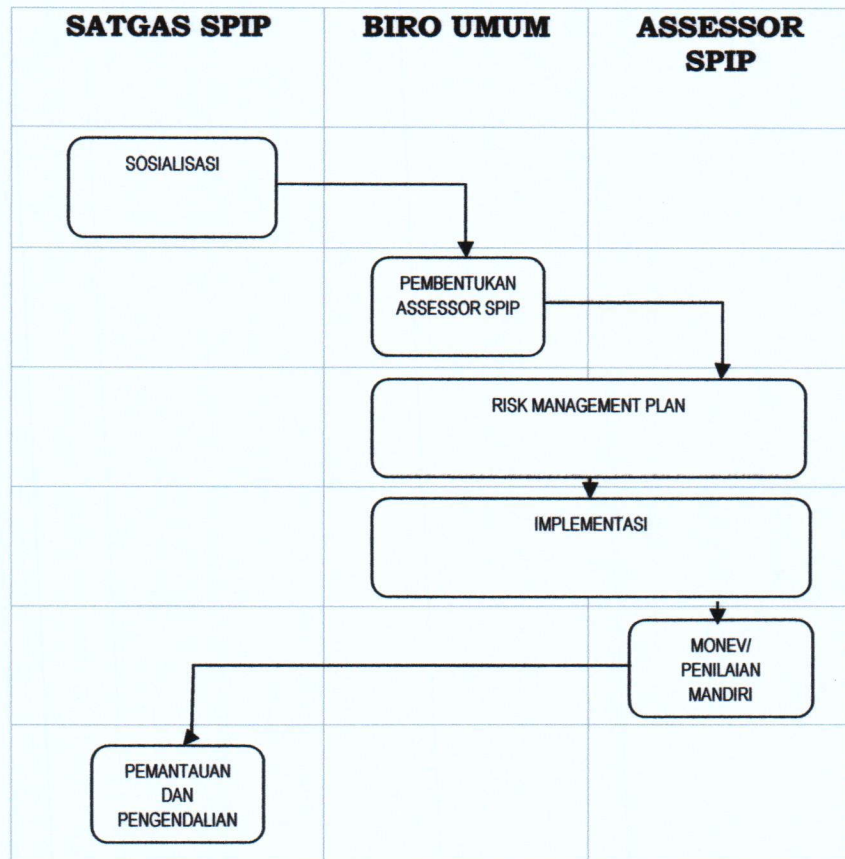 SATGAS SPIP
BIRO UMUM
ASSESSOR
SPIP
SOSIALISASI
PEMBENTUKAN
ASSESSOR SPIP
RISK MANAGEMENT PLAN
IMPLEMENTASI
MONEV/
PENILAIAN
MANDIRI
PEMANTAUAN
DAN
PENGENDALIAN